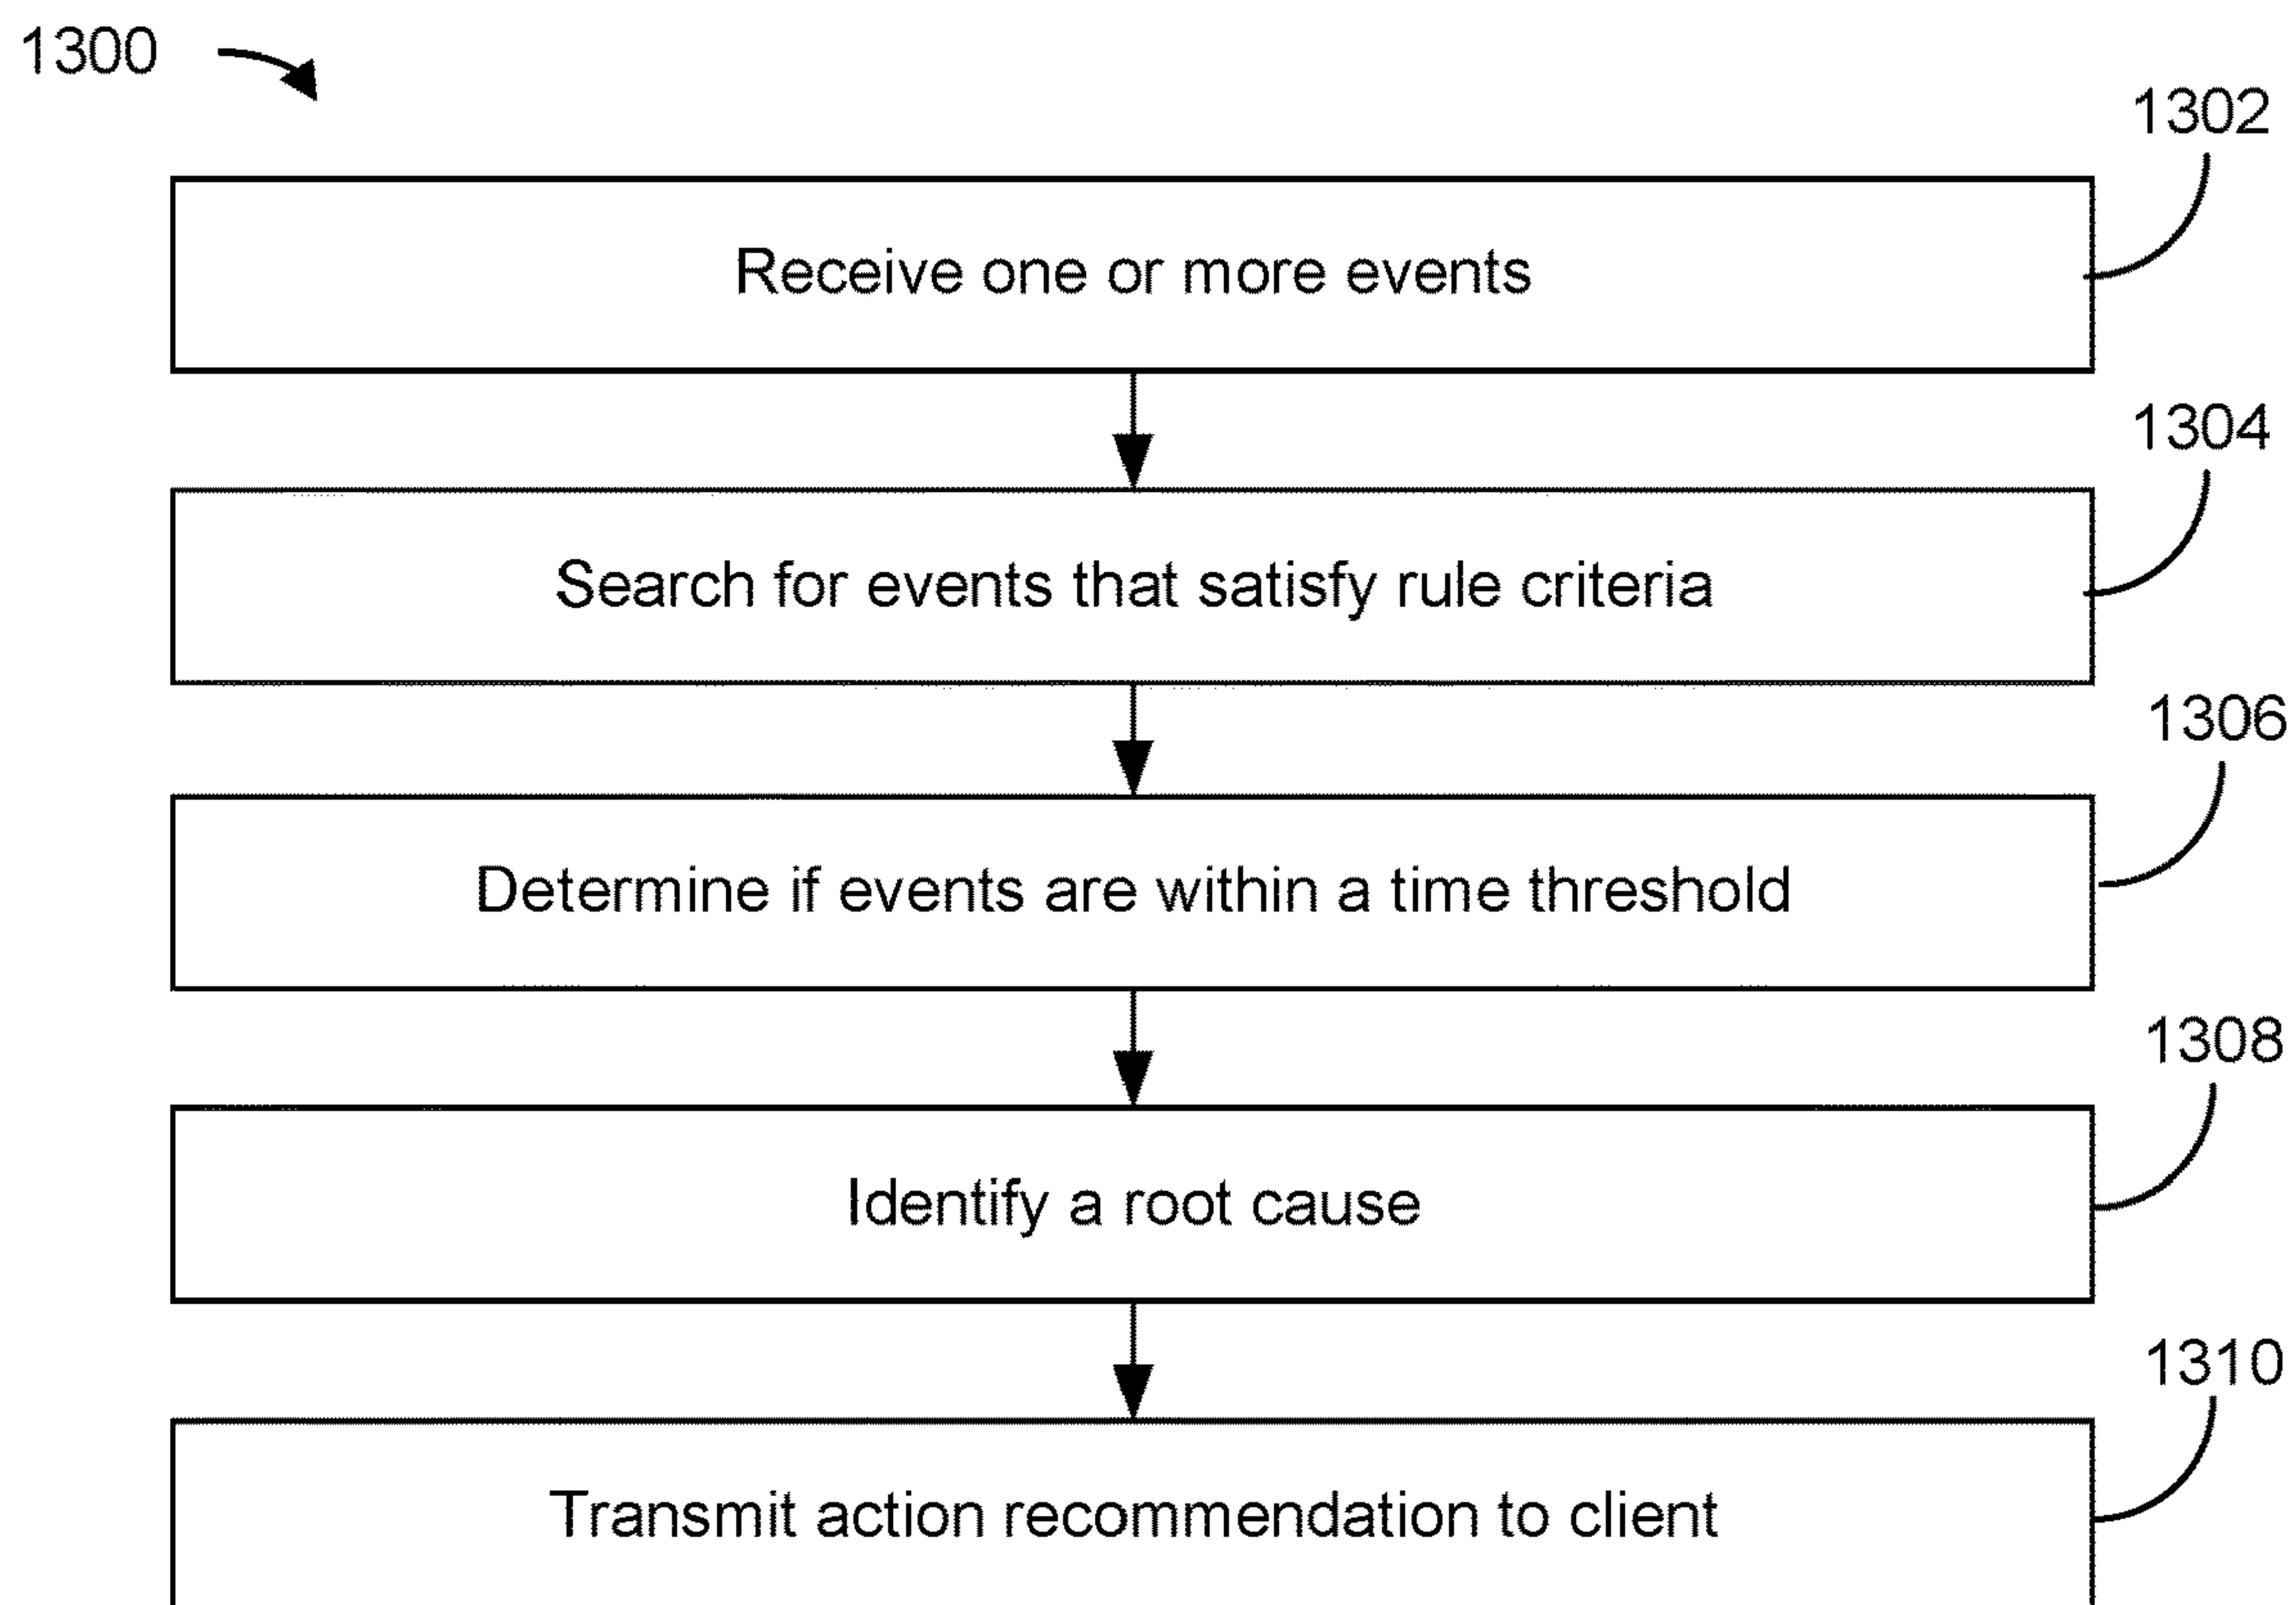 1300
1302
Receive one or more events
1304
Search for events that satisfy rule criteria
1306
Determine if events are within a time threshold
1308
Identify a root cause
1310
Transmit action recommendation to client